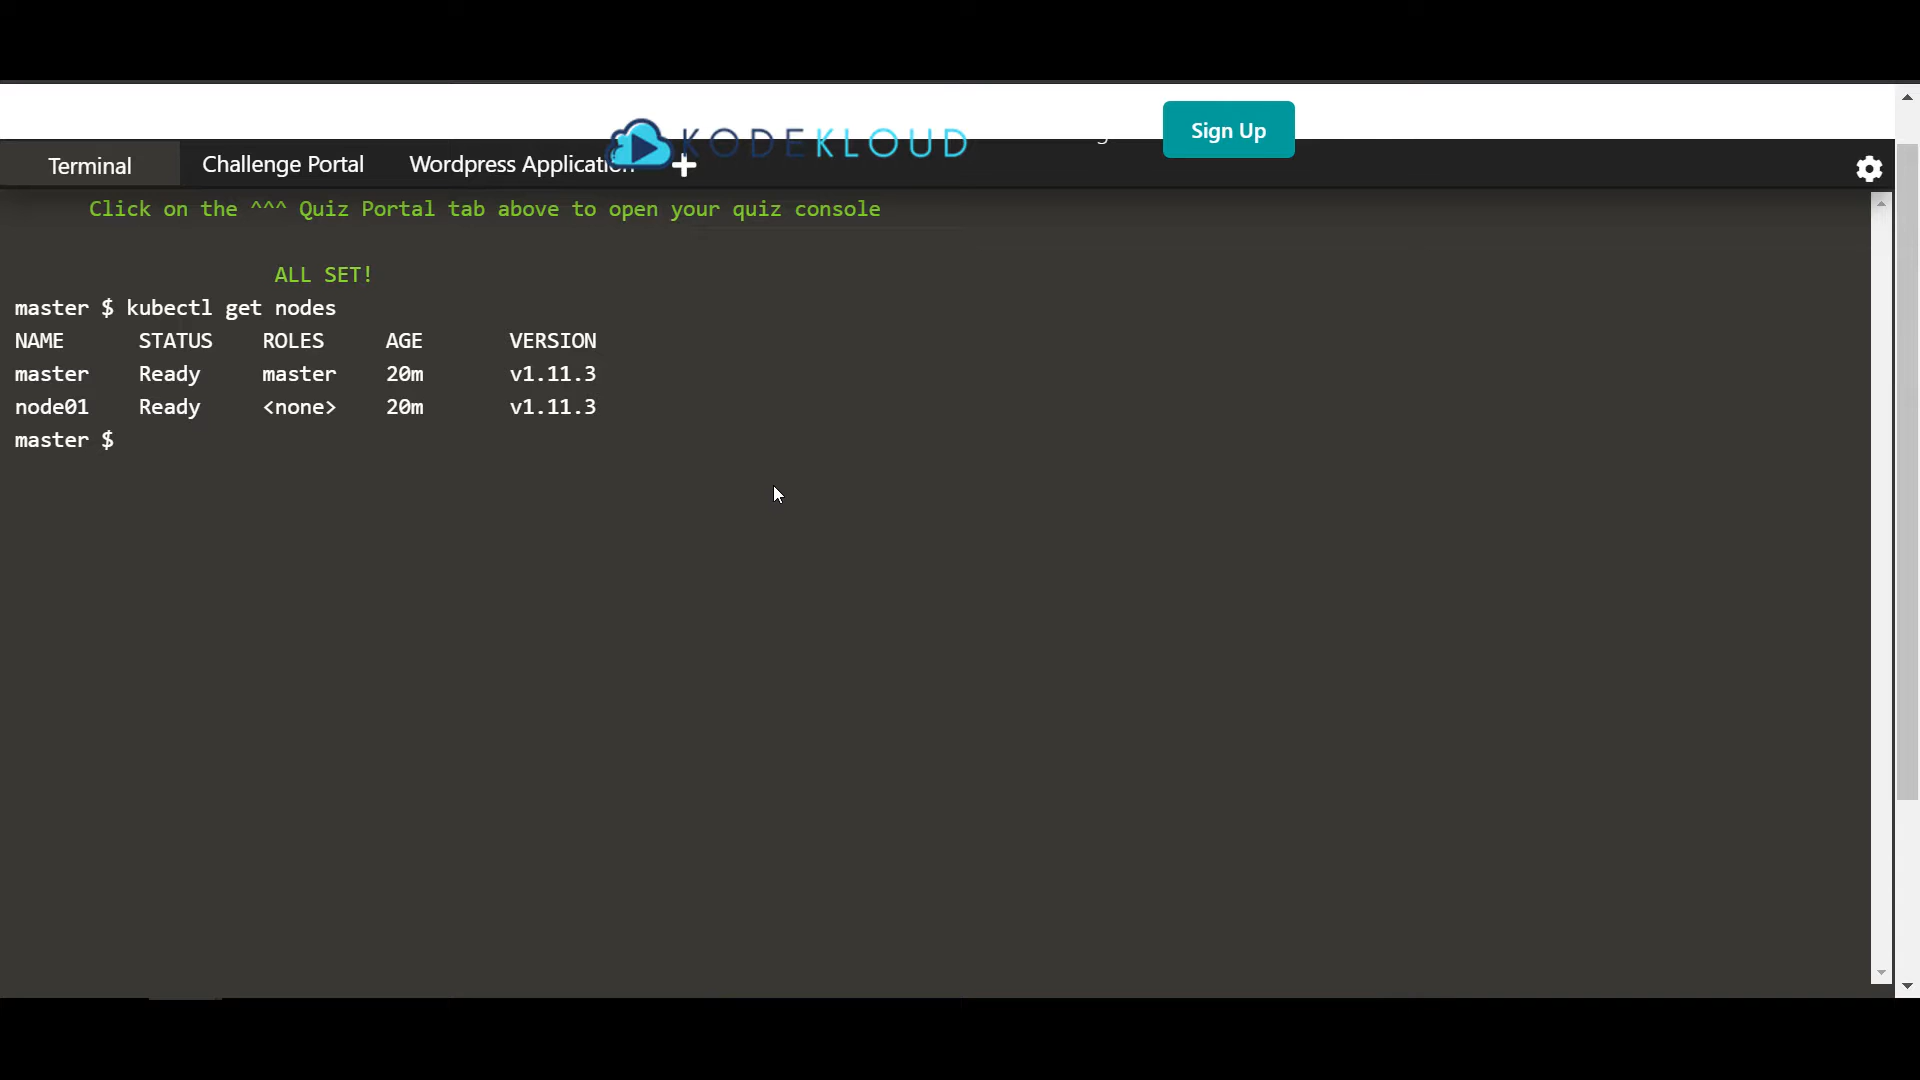 KODEKLOUD
Sign Up
Terminal Challenge Portal Wordpress Application
Click on the ^^^ Quiz Portal tab above to open your quiz console
ALL SET!
master $ kubectl get nodes
NAME STATUS ROLES AGE VERSION
master Ready master 20m v1.11.3
node01 Ready <none> 20m v1.11.3
master $